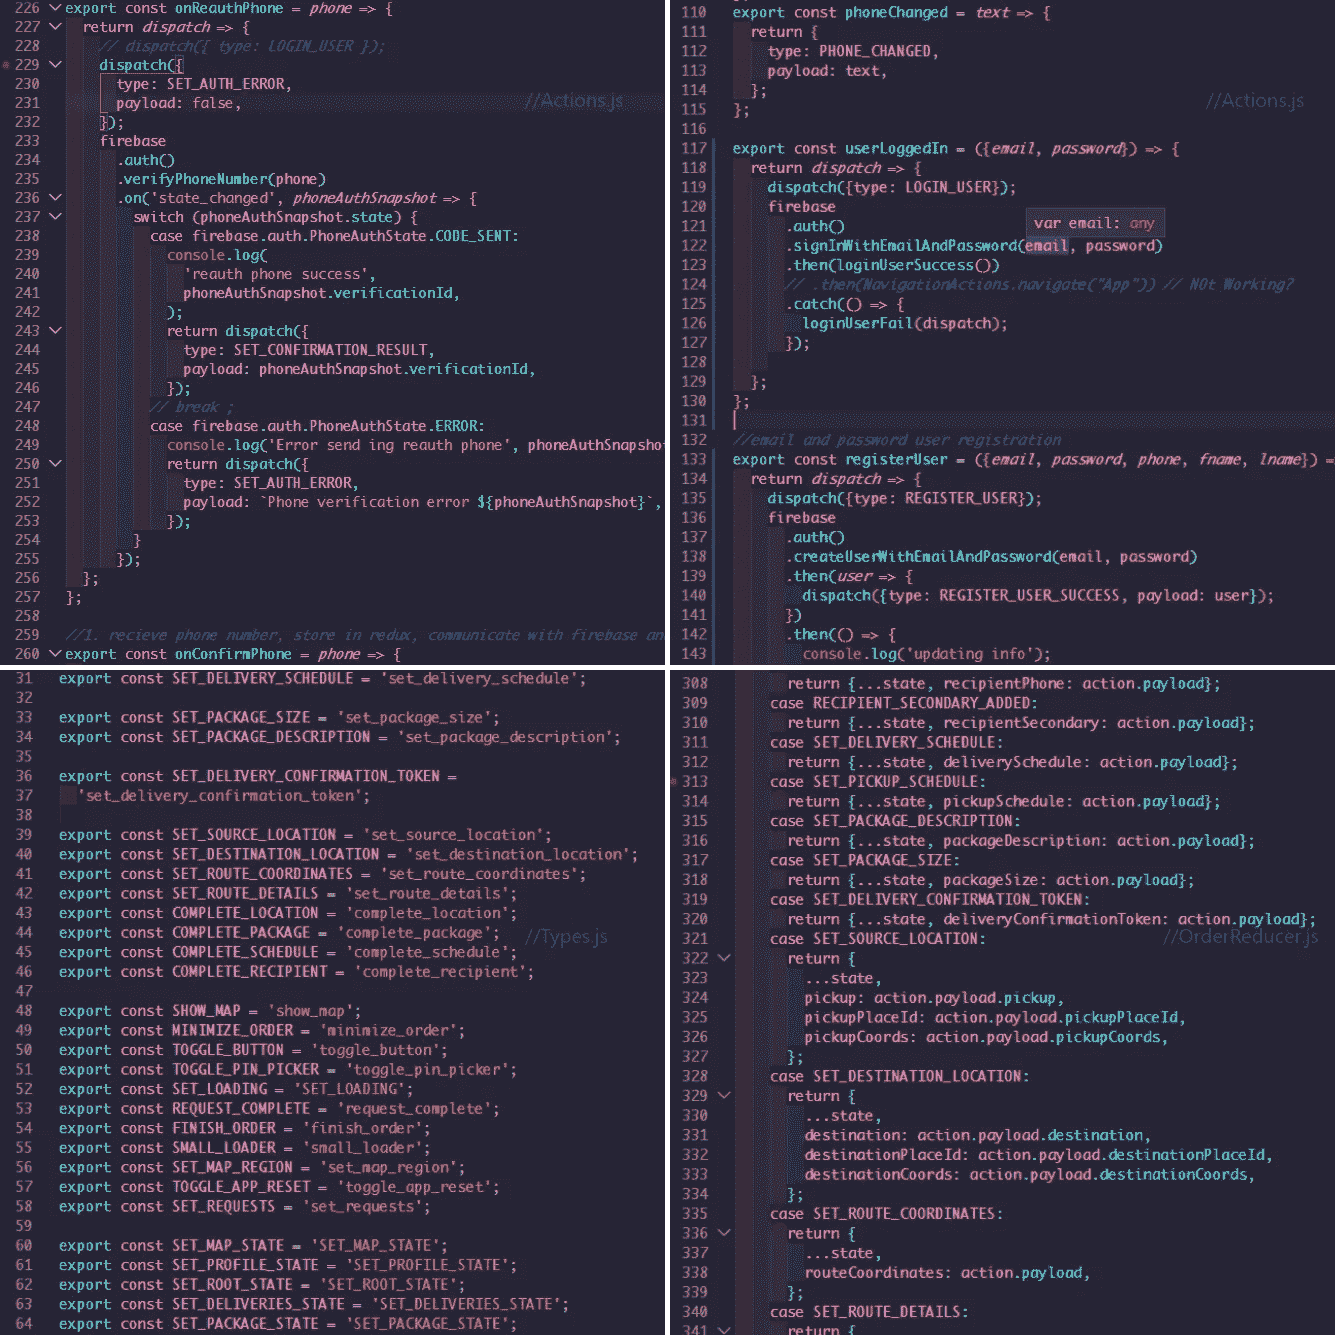 226 export const onReauthPhone = phone => {
227 return dispatch => {
228 // dispatch({ type: LOGIN_USER });
229 dispatch({
230 type: SET_AUTH_ERROR,
231 payload: false,
//Actions.js
232 });
233 firebase
234 .auth()
235 .verifyPhoneNumber(phone)
236 .on('state_changed', phoneAuthSnapshot => {
237 switch (phoneAuthSnapshot.state) {
238 case firebase.auth.PhoneAuthState.CODE_SENT:
239 console.log(
240 'reauth phone success',
241 phoneAuthSnapshot.verificationId,
242 );
243 return dispatch({
244 type: SET_CONFIRMATION_RESULT,
245 payload: phoneAuthSnapshot.verificationId,
246 });
247 // break ;
248 case firebase.auth.PhoneAuthState.ERROR:
249 console.log('Error send ing reauth phone', phoneAuthSnapsho
250 return dispatch({
251 type: SET_AUTH_ERROR,
252 payload: `Phone verification error ${phoneAuthSnapshot}`,
253 });
254 }
255 });
256 };
257 };
258
259 //1. recieve phone number, store in redux, communicate with firebase an
260 export const onConfirmPhone = phone => {
110 export const phoneChanged = text => {
111 return {
112 type: PHONE_CHANGED,
113 payload: text,
114 };
//Actions.js
115 };
116
117 export const userLoggedIn = ({email, password}) => {
118 return dispatch => {
119 dispatch({type: LOGIN_USER});
120 firebase
var email: any
121 .auth()
122 .signInWithEmailAndPassword(email, password)
123 .then(loginUserSuccess())
124 // .then(NavigationActions.navigate("App")) // NOt Working?
125 .catch(() => {
126 loginUserFail(dispatch);
127 });
128
129 };
130 };
131
132 //email and password user registration
133 export const registerUser = ({email, password, phone, fname, lname}) =
134 return dispatch => {
135 dispatch({type: REGISTER_USER});
136 firebase
137 .auth()
138 .createUserWithEmailAndPassword(email, password)
139 .then(user => {
140 dispatch({type: REGISTER_USER_SUCCESS, payload: user});
141 })
142 .then(() => {
143 console.log('updating info');
31 export const SET_DELIVERY_SCHEDULE = 'set_delivery_schedule';
32
33 export const SET_PACKAGE_SIZE = 'set_package_size';
34 export const SET_PACKAGE_DESCRIPTION = 'set_package_description';
35
36 export const SET_DELIVERY_CONFIRMATION_TOKEN =
37 'set_delivery_confirmation_token';
38
39 export const SET_SOURCE_LOCATION = 'set_source_location';
40 export const SET_DESTINATION_LOCATION = 'set_destination_location';
41 export const SET_ROUTE_COORDINATES = 'set_route_coordinates';
42 export const SET_ROUTE_DETAILS = 'set_route_details';
43 export const COMPLETE_LOCATION = 'complete_location';
44 export const COMPLETE_PACKAGE = 'complete_package';
//Types.js
45 export const COMPLETE_SCHEDULE = 'complete_schedule';
46 export const COMPLETE_RECIPIENT = 'complete_recipient';
47
48 export const SHOW_MAP = 'show_map';
49 export const MINIMIZE_ORDER = 'minimize_order';
50 export const TOGGLE_BUTTON = 'toggle_button';
51 export const TOGGLE_PIN_PICKER = 'toggle_pin_picker';
52 export const SET_LOADING = 'SET_LOADING';
53 export const REQUEST_COMPLETE = 'request_complete';
54 export const FINISH_ORDER = 'finish_order';
55 export const SMALL_LOADER = 'small_loader';
56 export const SET_MAP_REGION = 'set_map_region';
57 export const TOGGLE_APP_RESET = 'toggle_app_reset';
58 export const SET_REQUESTS = 'set_requests';
59
60 export const SET_MAP_STATE = 'SET_MAP_STATE';
61 export const SET_PROFILE_STATE = 'SET_PROFILE_STATE';
62 export const SET_ROOT_STATE = 'SET_ROOT_STATE';
63 export const SET_DELIVERIES_STATE = 'SET_DELIVERIES_STATE';
64 export const SET_PACKAGE_STATE = 'SET_PACKAGE_STATE';
308 return {...state, recipientPhone: action.payload};
309 case RECIPIENT_SECONDARY_ADDED:
310 return {...state, recipientSecondary: action.payload};
311 case SET_DELIVERY_SCHEDULE:
312 return {...state, deliverySchedule: action.payload};
313 case SET_PICKUP_SCHEDULE:
314 return {...state, pickupSchedule: action.payload};
315 case SET_PACKAGE_DESCRIPTION:
316 return {...state, packageDescription: action.payload};
317 case SET_PACKAGE_SIZE:
318 return {...state, packageSize: action.payload};
319 case SET_DELIVERY_CONFIRMATION_TOKEN:
320 return {...state, deliveryConfirmationToken: action.payload};
321 case SET_SOURCE_LOCATION:
//OrderReducer.js
322 return {
323 ...state,
324 pickup: action.payload.pickup,
325 pickupPlaceId: action.payload.pickupPlaceId,
326 pickupCoords: action.payload.pickupCoords,
327 };
328 case SET_DESTINATION_LOCATION:
329 return {
330 ...state,
331 destination: action.payload.destination,
332 destinationPlaceId: action.payload.destinationPlaceId,
333 destinationCoords: action.payload.destinationCoords,
334 };
335 case SET_ROUTE_COORDINATES:
336 return {
337 ...state,
338 routeCoordinates: action.payload,
339 };
340 case SET_ROUTE_DETAILS:
341 return {